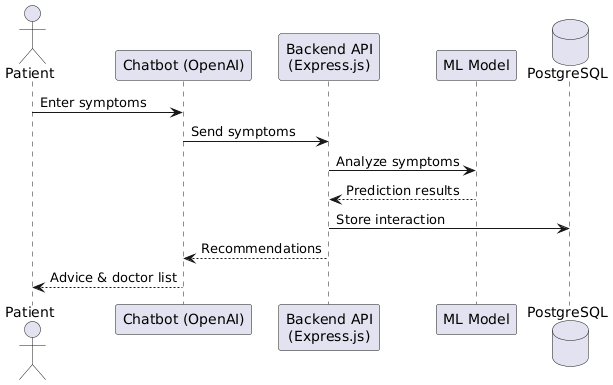 Patient
Chatbot (OpenAI)
Backend API
(Express.js)
ML Model
PostgreSQL
Enter symptoms
Send symptoms
Analyze symptoms
Prediction results
Store interaction
Recommendations
Advice & doctor list
Patient
Chatbot (OpenAI)
Backend API
(Express.js)
ML Model
PostgreSQL